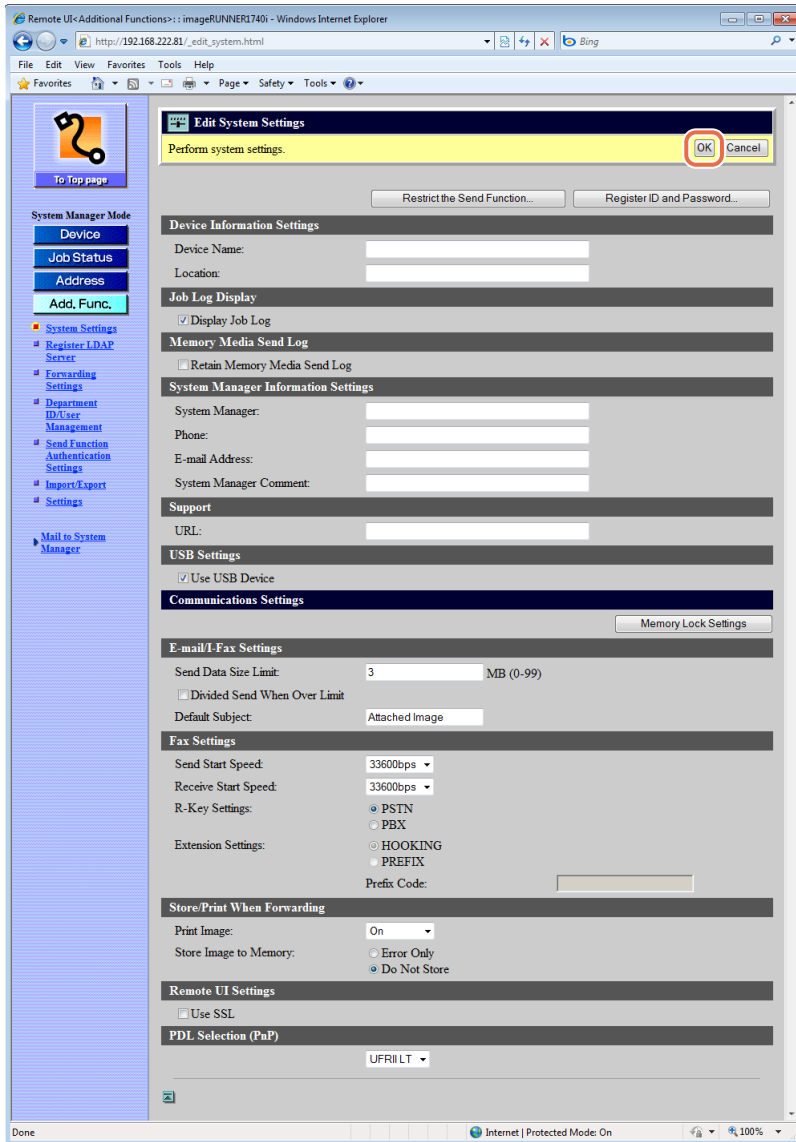 Remote UI<Additional Functions>: : imageRUNNER1740i - Windows Internet Explorer
http://192.168.222.81/_edit_system.html
Bing
File Edit View Favorites Tools Help
Favorites Page Safety Tools
To Top page
System Manager Mode
Device
Job Status
Address
Add. Func.
System Settings
Register LDAP
Server
Forwarding
Settings
Department
ID/User
Management
Send Function
Authentication
Settings
Import/Export
Settings
Mail to System
Manager
Edit System Settings
Perform system settings.
OK Cancel
Restrict the Send Function... Register ID and Password...
Device Information Settings
Device Name:
Location:
Job Log Display
Display Job Log
Memory Media Send Log
Retain Memory Media Send Log
System Manager Information Settings
System Manager:
Phone:
E-mail Address:
System Manager Comment:
Support
URL:
USB Settings
Use USB Device
Communications Settings
Memory Lock Settings
E-mail/I-Fax Settings
Send Data Size Limit: 3 MB (0-99)
Divided Send When Over Limit
Default Subject: Attached Image
Fax Settings
Send Start Speed: 33600bps
Receive Start Speed: 33600bps
R-Key Settings: PSTN
PBX
Extension Settings: HOOKING
PREFIX
Prefix Code:
Store/Print When Forwarding
Print Image: On
Store Image to Memory: Error Only
Do Not Store
Remote UI Settings
Use SSL
PDL Selection (PnP)
UFRII LT
Done Internet | Protected Mode: On 100%